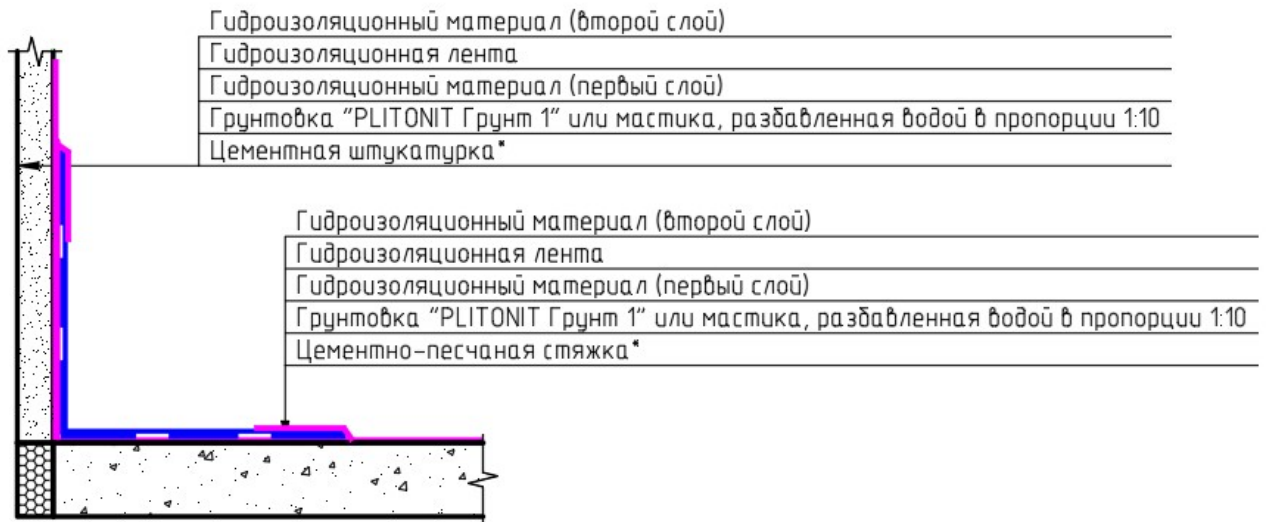 Гидроизоляционный материал (второй слой)
Гидроизоляционная лента
Гидроизоляционный материал (первый слой)
Грунтовка “PLITONIT Грунт 1” или мастика, разбавленная водой в пропорции 1:10
Цементная штукатурка*
Гидроизоляционный материал (второй слой)
Гидроизоляционная лента
Гидроизоляционный материал (первый слой)
Грунтовка “PLITONIT Грунт 1” или мастика, разбавленная водой в пропорции 1:10
Цементно-песчаная стяжка*